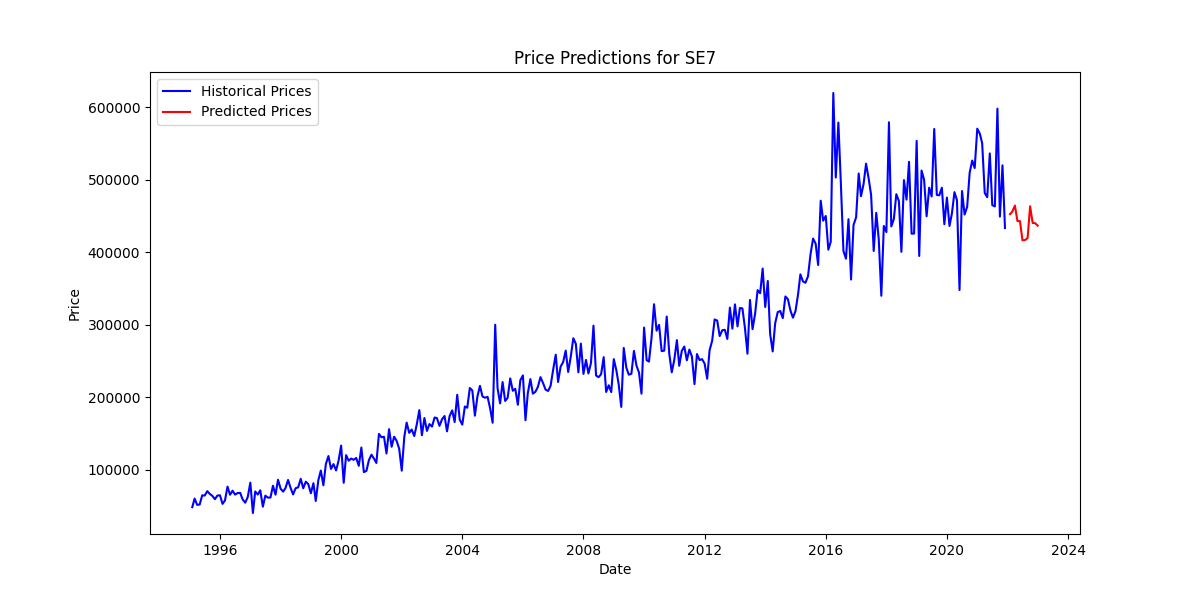 Price Predictions for SE7
Historical Prices
Predicted Prices
600000
500000
400000
300000
200000
100000
Price
1996 2000 2004 2008 2012 2016 2020 2024
Date